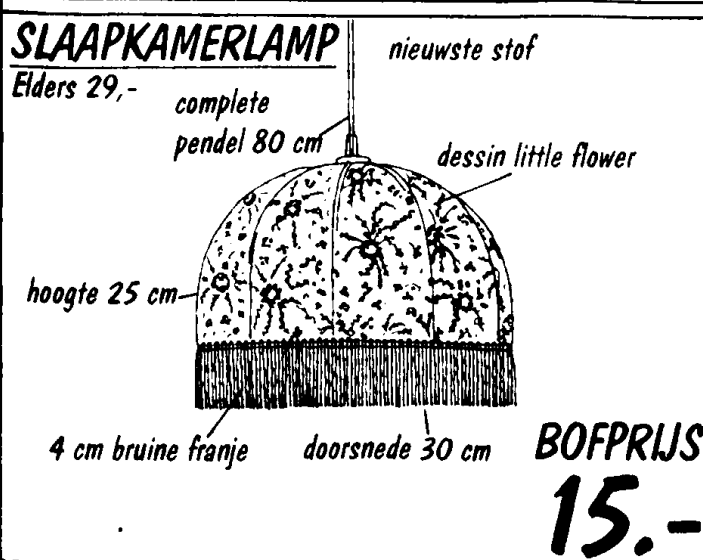 SLAAPKAMERLAMP
nieuwste stof
Elders 29,-
complete
pendel 80 cm
dessin little flower
hoogte 25 cm
4 cm bruine franje
doorsnede 30 cm
BOFPRIJS
15.-